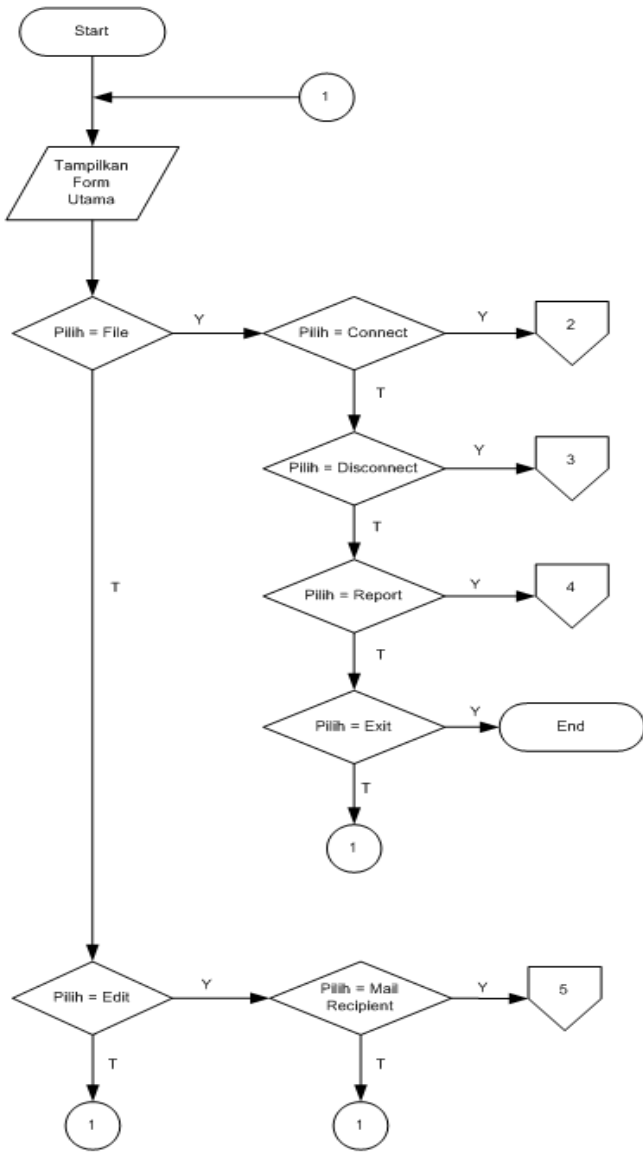 Start
1
Tampilkan
Form
Utama
Pilih = File
Y
Pilih = Connect
Y
2
T
Pilih = Disconnect
Y
3
T
T
Pilih = Report
Y
4
T
Pilih = Exit
Y
End
T
1
Pilih = Edit
Y
Pilih = Mail
Recipient
Y
5
T
T
1
1